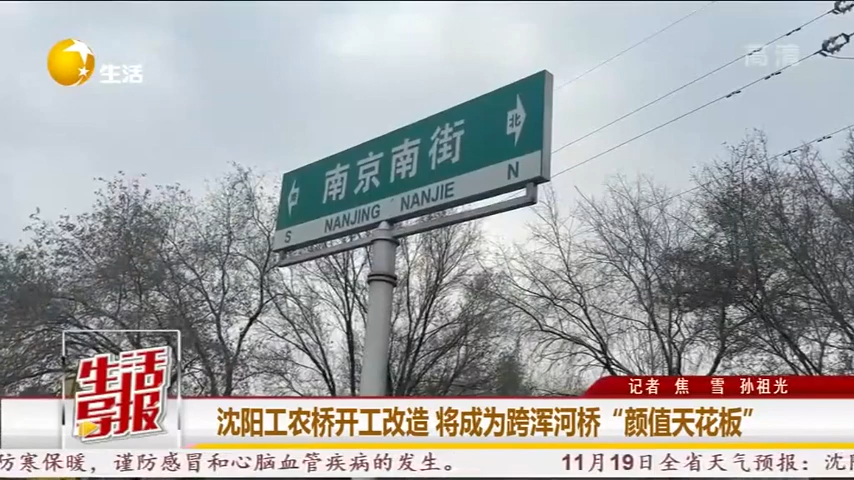 生活
高清
南京南街
北
S NANJING NANJIE N
记者 焦 雪 孙祖光
生活导报
沈阳工农桥开工改造 将成为跨浑河桥“颜值天花板”
防寒保暖，谨防感冒和心脑血管疾病的发生。 11月19日全省天气预报：沈阳